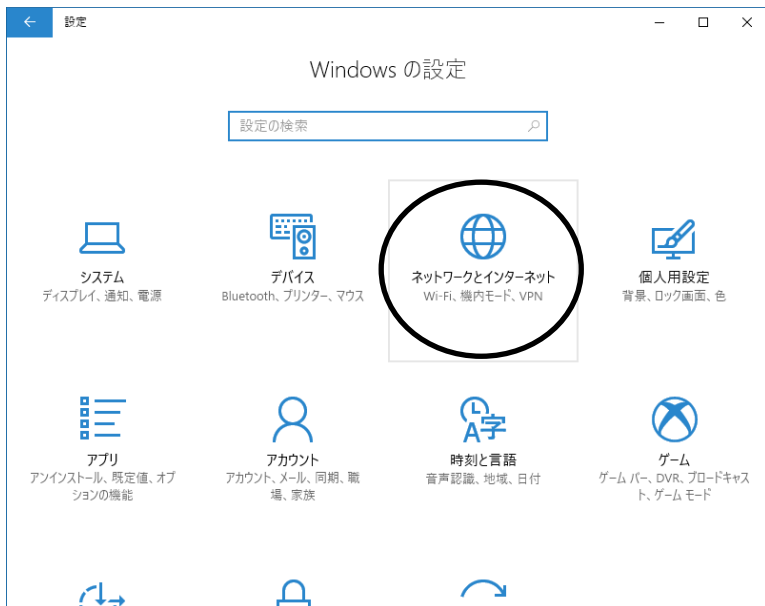 設定
Windows の設定
設定の検索
システム
ディスプレイ、通知、電源
デバイス
Bluetooth、プリンター、マウス
ネットワークとインターネット
Wi-Fi、機内モード、VPN
個人用設定
背景、ロック画面、色
アプリ
アンインストール、既定値、オプ
ションの機能
アカウント
アカウント、メール、同期、職
場、家族
時刻と言語
音声認識、地域、日付
ゲーム
ゲーム バー、DVR、ブロードキャス
ト、ゲーム モード